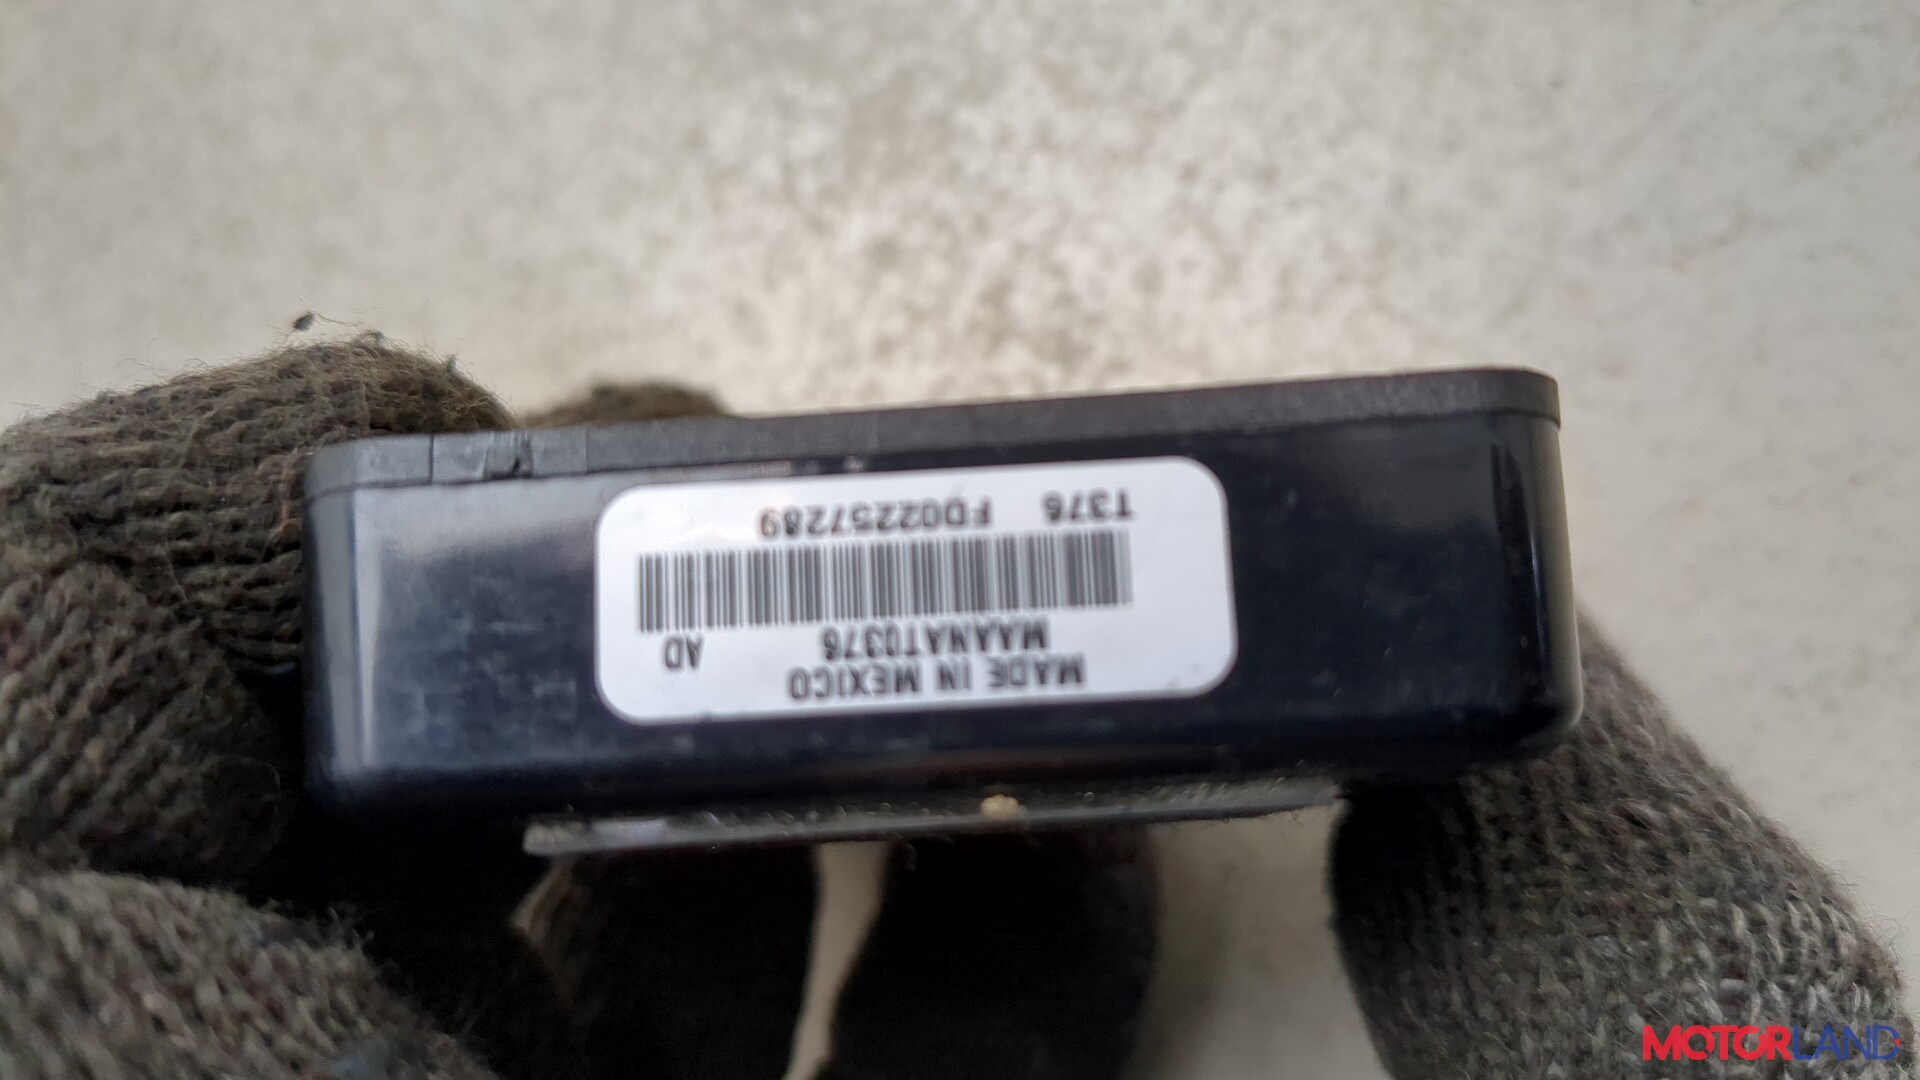 MADE IN MEXICO
MAANAT0376 AD
T376 FD02257289
MOTORLAND